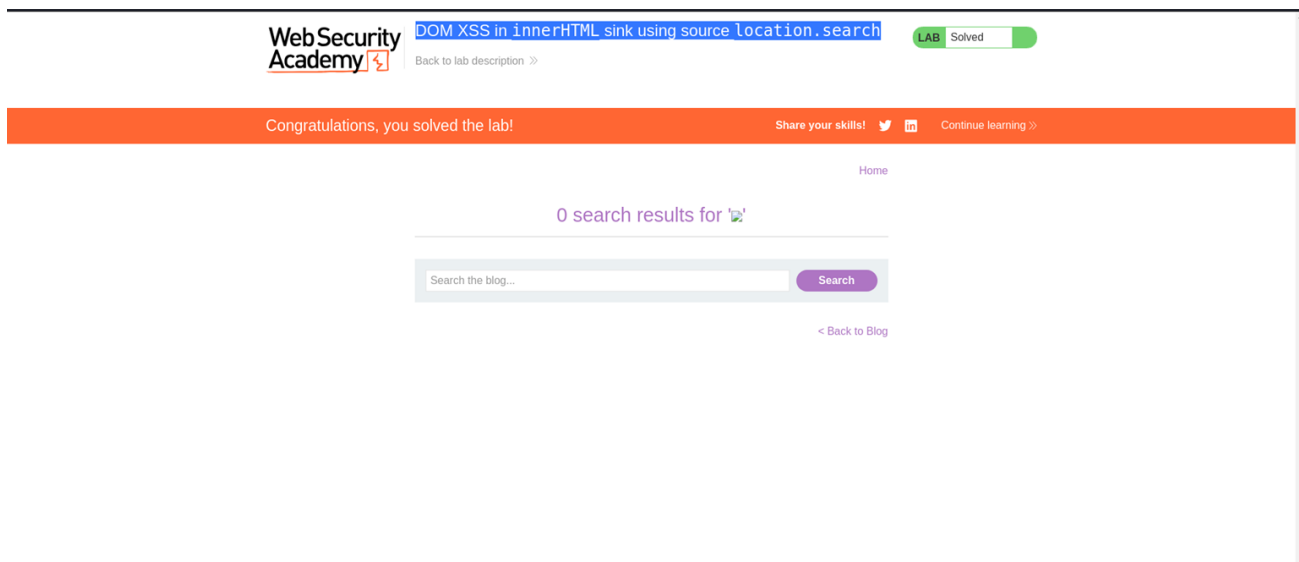 Web Security
Academy
DOM XSS in innerHTML sink using source location.search
Back to lab description
LAB Solved
Congratulations, you solved the lab!
Share your skills!
Continue learning
Home
0 search results for ''
Search the blog...
Search
< Back to Blog